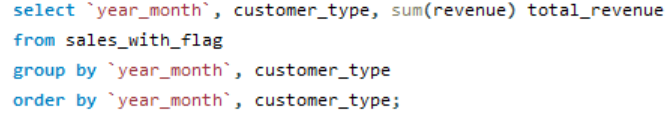 select `year_month`, customer_type, sum(revenue) total_revenue
from sales_with_flag
group by `year_month`, customer_type
order by `year_month`, customer_type;